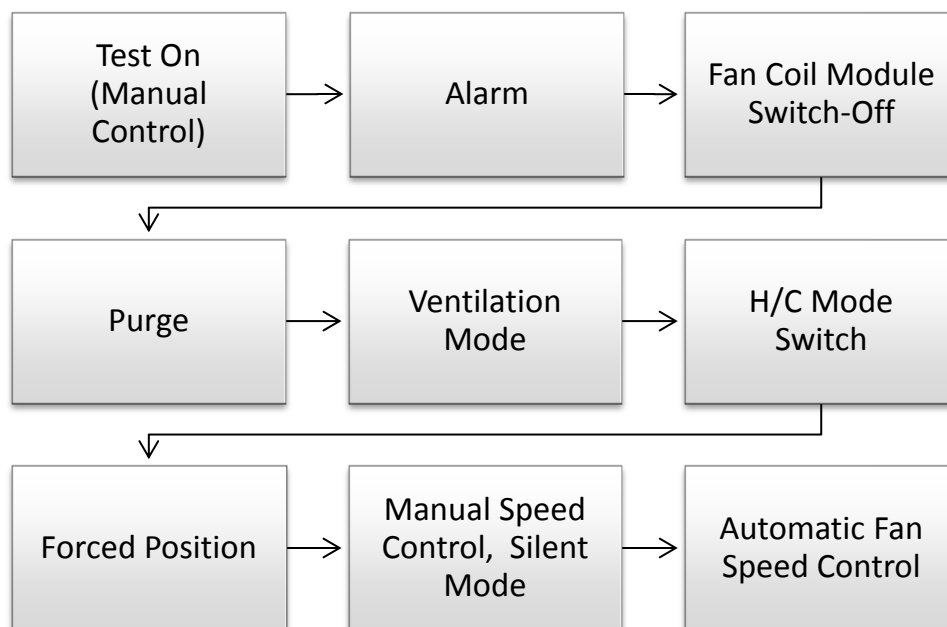 Test On
(Manual
Control)
Alarm
Fan Coil Module
Switch-Off
Purge
Ventilation
Mode
H/C Mode
Switch
Forced Position
Manual Speed
Control, Silent
Mode
Automatic Fan
Speed Control